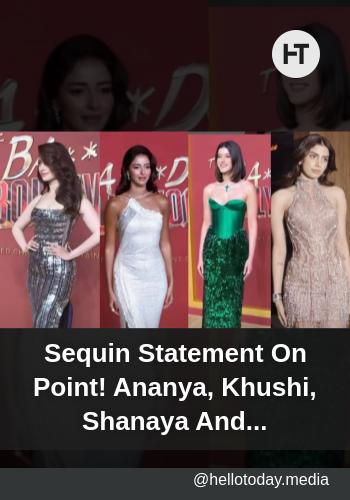 HT
Sequin Statement On
Point! Ananya, Khushi,
Shanaya And...
@hellotoday.media